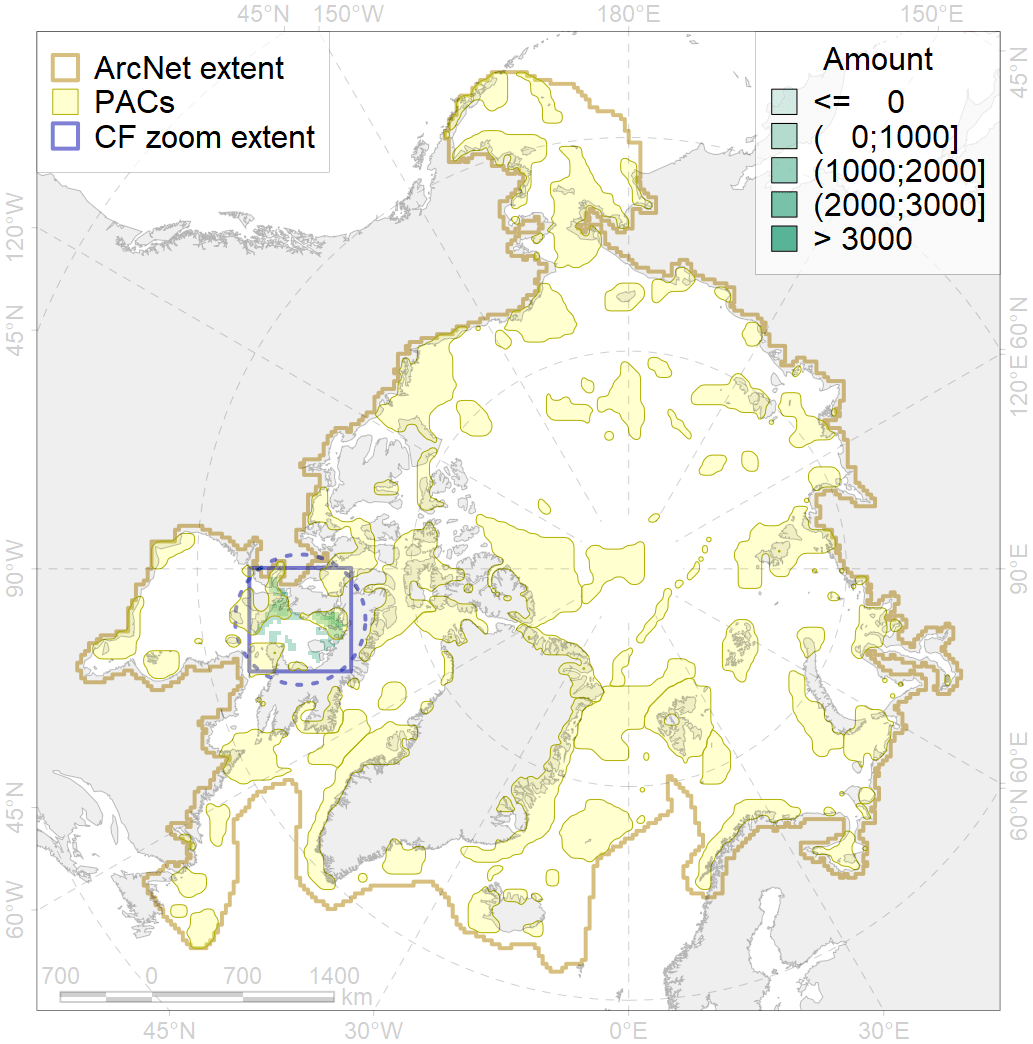 45°N 150°W 180°E 150°E
ArcNet extent
PACs
CF zoom extent
Amount
<= 0
( 0;1000]
(1000;2000]
(2000;3000]
> 3000
45°N
120°W
45°N
60°N
120°E
90°W
90°E
45°N
60°W
60°E
60°N
700 0 700 1400
km
45°N 30°W 0°E 30°E